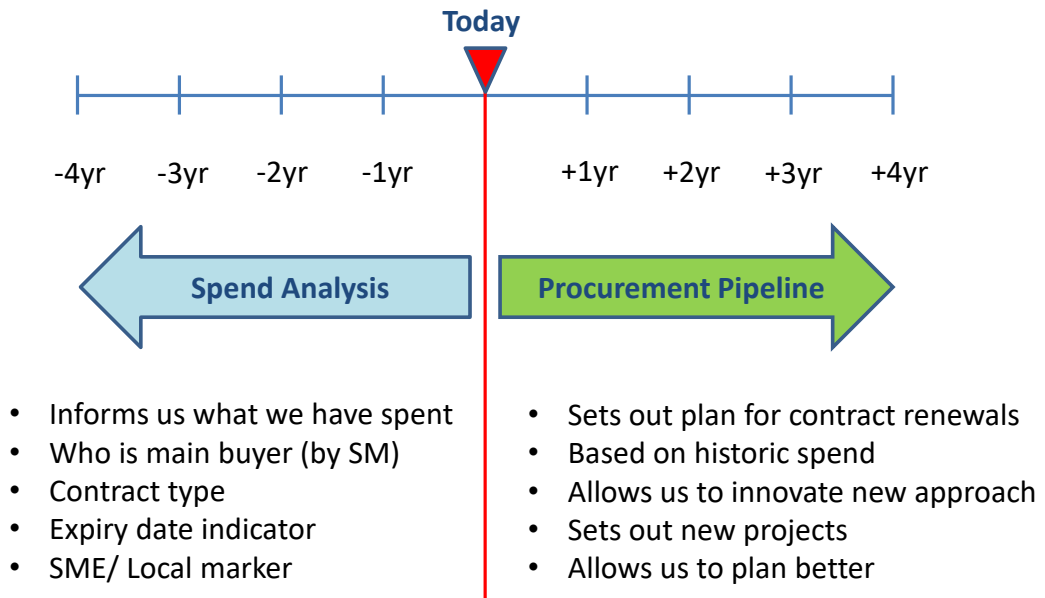 Today
-4yr -3yr -2yr -1yr +1yr +2yr +3yr +4yr
Spend Analysis
Procurement Pipeline
• Informs us what we have spent
• Who is main buyer (by SM)
• Contract type
• Expiry date indicator
• SME/ Local marker
• Sets out plan for contract renewals
• Based on historic spend
• Allows us to innovate new approach
• Sets out new projects
• Allows us to plan better